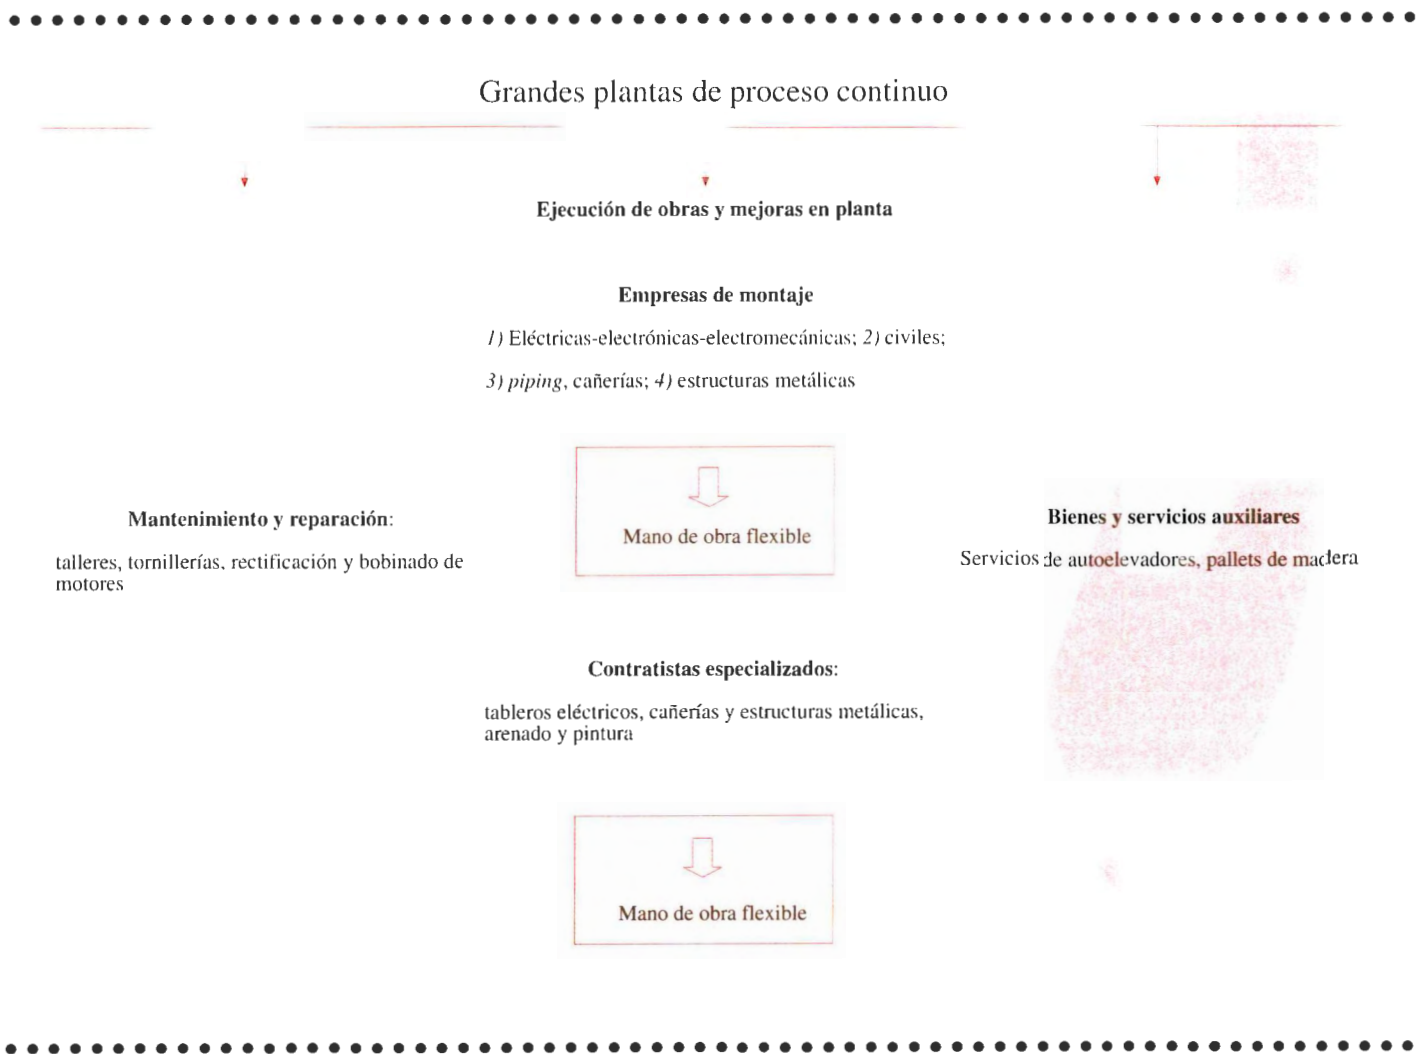 Grandes plantas de proceso continuo
Ejecución de obras y mejoras en planta
Empresas de montaje
1) Eléctricas-electrónicas-electromecánicas; 2) civiles;
3) piping, cañerías; 4) estructuras metálicas
Mano de obra flexible
Mantenimiento y reparación:
talleres, tornillerías, rectificación y bobinado de
motores
Bienes y servicios auxiliares
Servicios de autoelevadores, pallets de madera
Contratistas especializados:
tableros eléctricos, cañerías y estructuras metálicas,
arenado y pintura
Mano de obra flexible